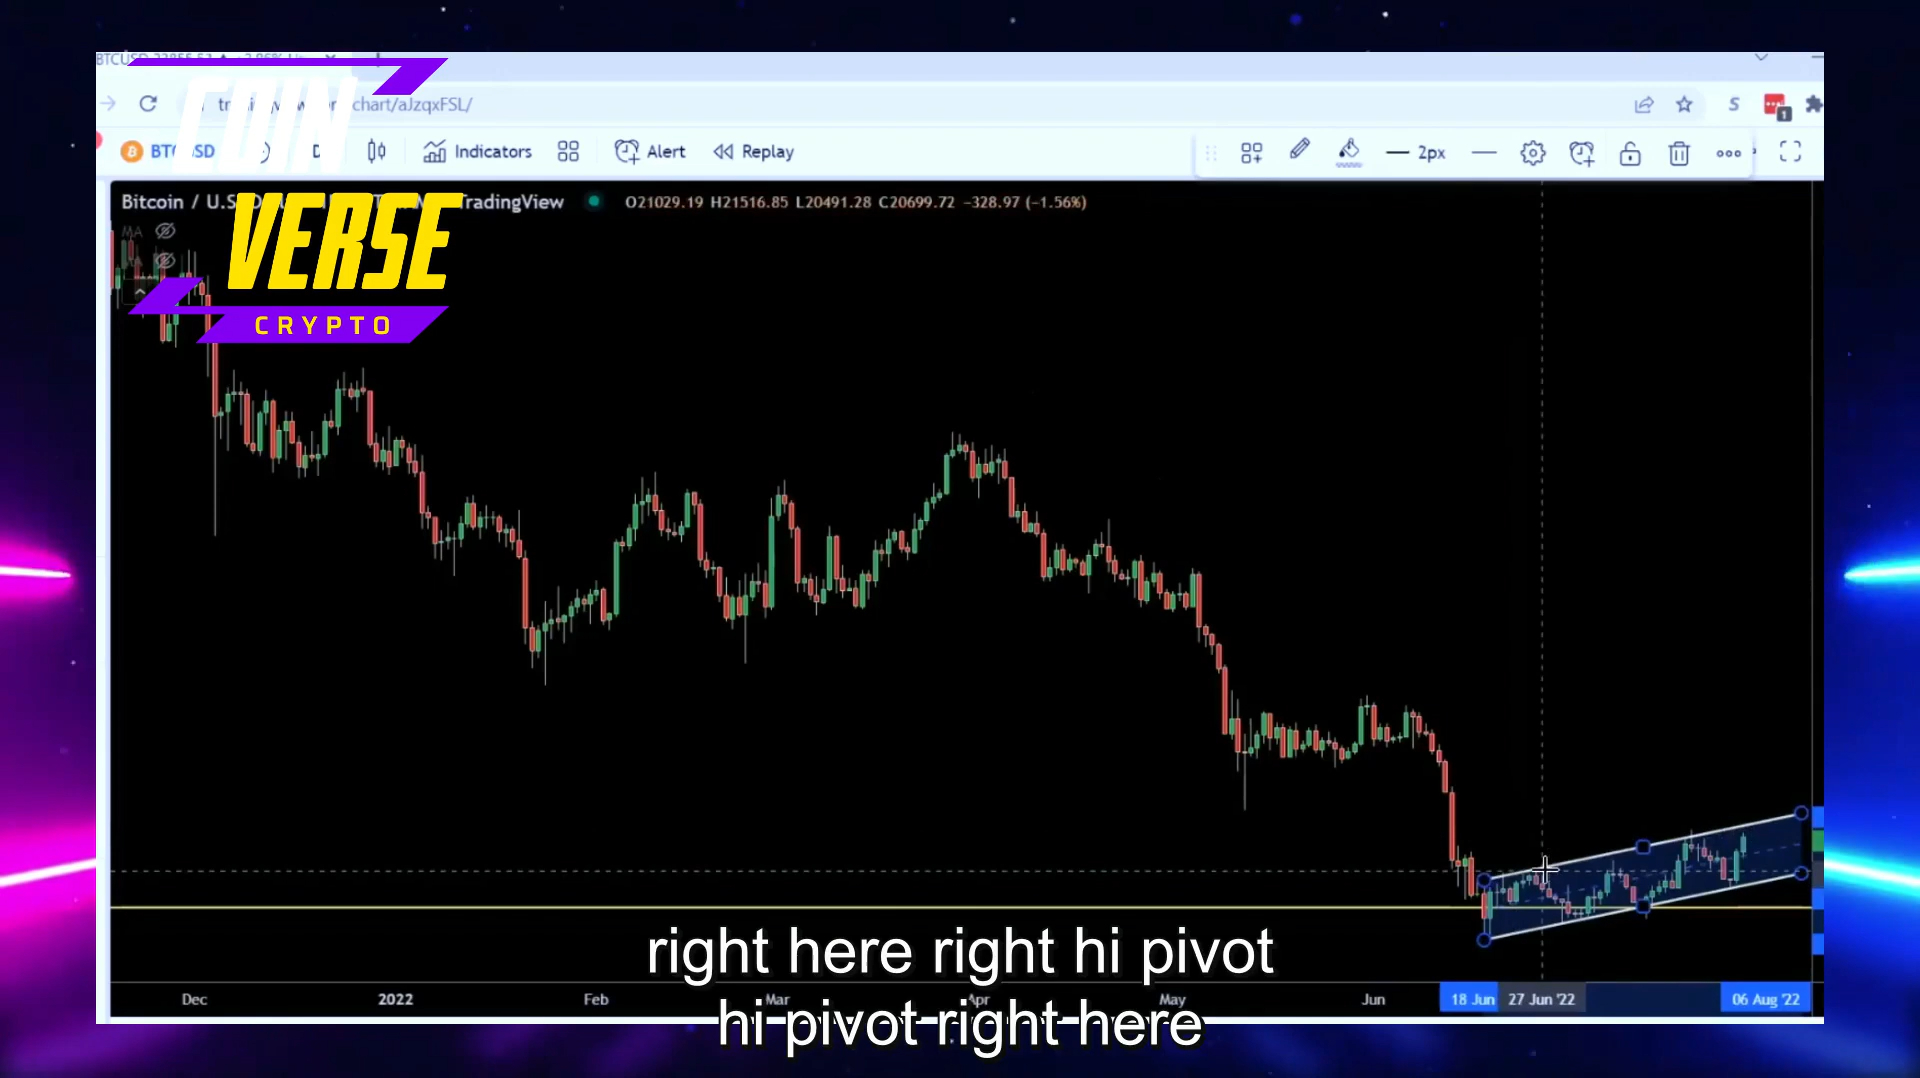 COIN
VERSE
CRYPTO
chart/aJzqxFSL/
Indicators
Alert
Replay
2px
S
1
Bitcoin / U.S.
TradingView
O21029.19 H21516.85 L20491.28 C20699.72 −328.97 (−1.56%)
MA
right here right hi pivot
hi pivot right here
Dec
2022
Feb
Mar
Apr
May
Jun
18 Jun
27 Jun '22
06 Aug '22